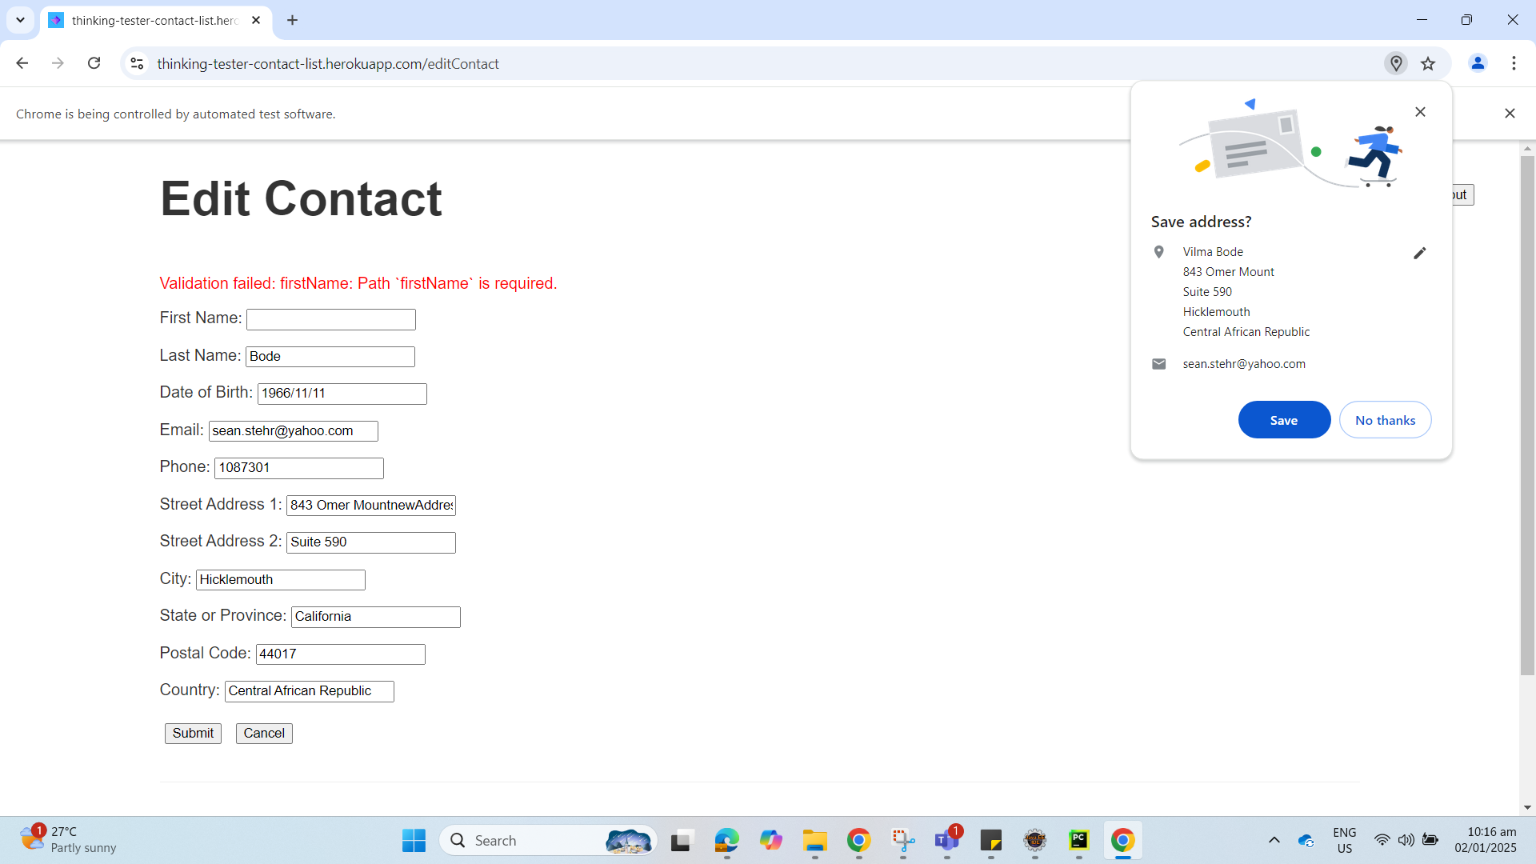 thinking-tester-contact-list.herc
thinking-tester-contact-list.herokuapp.com/editContact
Chrome is being controlled by automated test software.
Edit Contact
out
Validation failed: firstName: Path `firstName` is required.
First Name:
Last Name: Bode
Date of Birth: 1966/11/11
Email: sean.stehr@yahoo.com
Phone: 1087301
Street Address 1: 843 Omer MountnewAddres
Street Address 2: Suite 590
City: Hicklemouth
State or Province: California
Postal Code: 44017
Country: Central African Republic
Submit Cancel
Save address?
Vilma Bode
843 Omer Mount
Suite 590
Hicklemouth
Central African Republic
sean.stehr@yahoo.com
Save No thanks
1
27°C
Partly sunny
Search
1
PC
ENG
US
10:16 am
02/01/2025